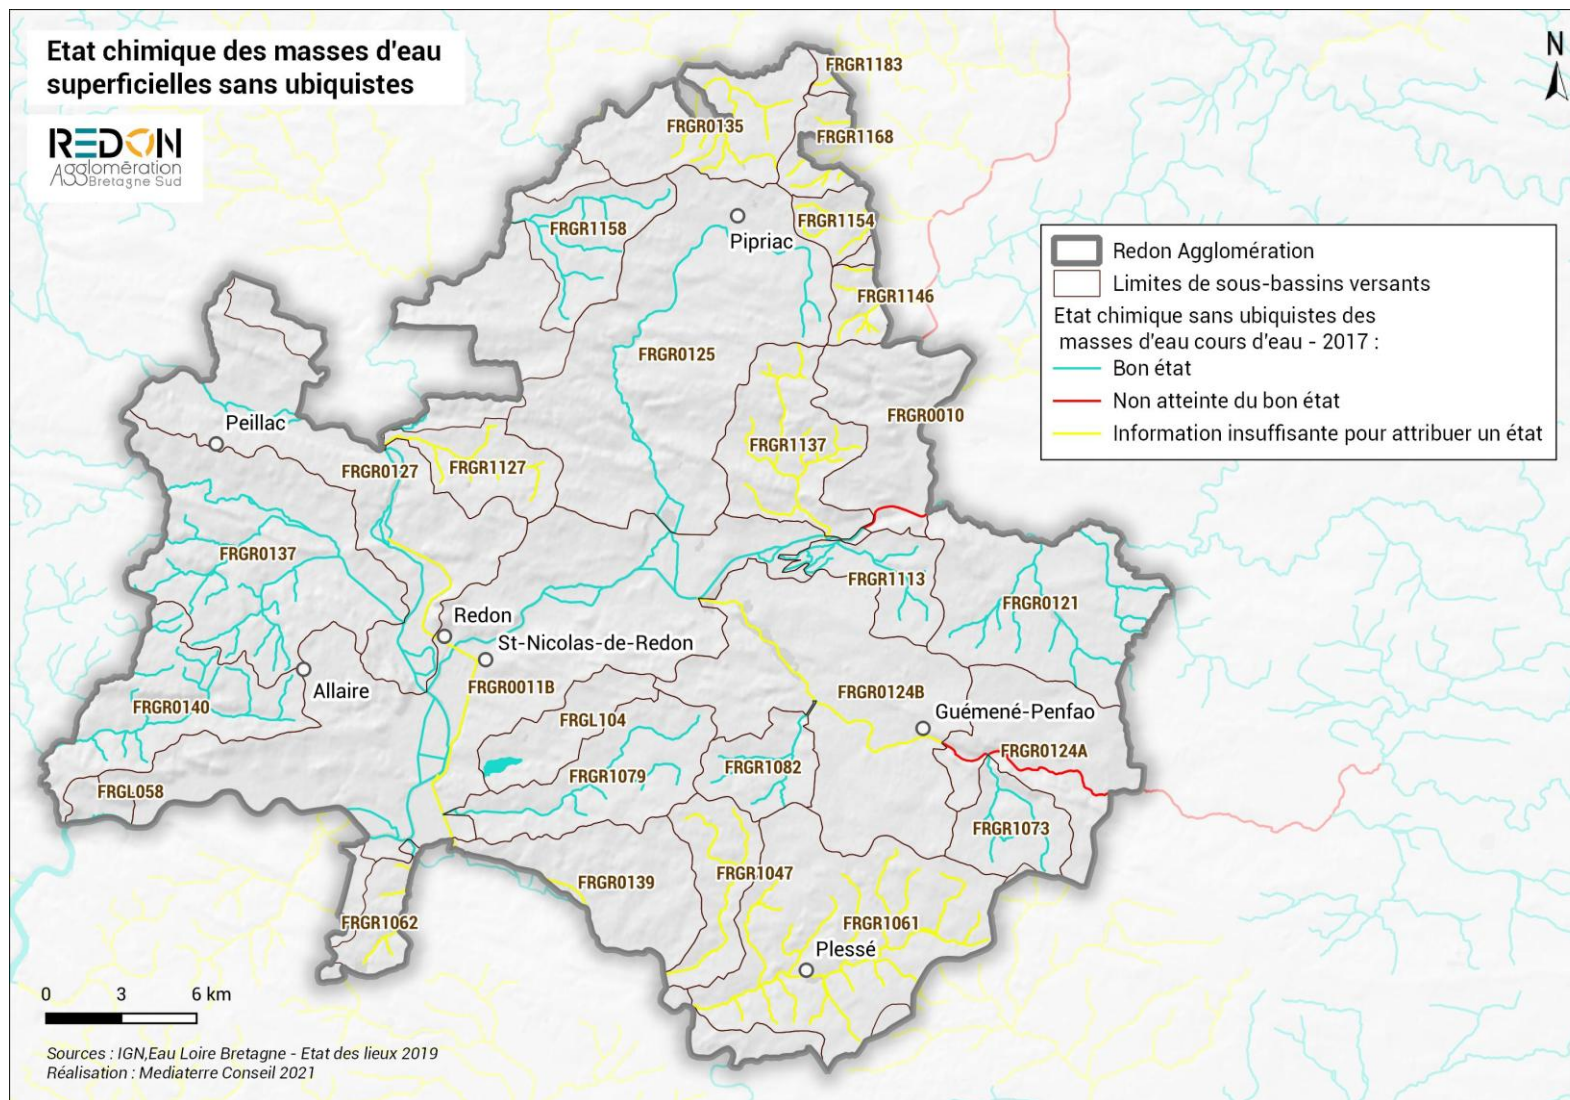 Etat chimique des masses d'eau
superficielles sans ubiquistes
REDON
Agglomération
Bretagne Sud
N
Redon Agglomération
Limites de sous-bassins versants
Etat chimique sans ubiquistes des
masses d'eau cours d'eau - 2017 :
Bon état
Non atteinte du bon état
Information insuffisante pour attribuer un état
FRGR1183
FRGR0135
FRGR1168
FRGR1158
FRGR1154
Pipriac
FRGR1146
FRGR0125
FRGR0010
Peillac
FRGR1137
FRGR0127
FRGR1127
FRGR0137
FRGR1113
FRGR0121
Redon
St-Nicolas-de-Redon
Allaire
FRGR0011B
FRGR0124B
FRGR0140
FRGL104
Guémené-Penfao
FRGR0124A
FRGR1082
FRGR1079
FRGL058
FRGR1073
FRGR1047
FRGR0139
FRGR1062
FRGR1061
Plessé
0 3 6 km
Sources : IGN,Eau Loire Bretagne - Etat des lieux 2019
Réalisation : Mediaterre Conseil 2021